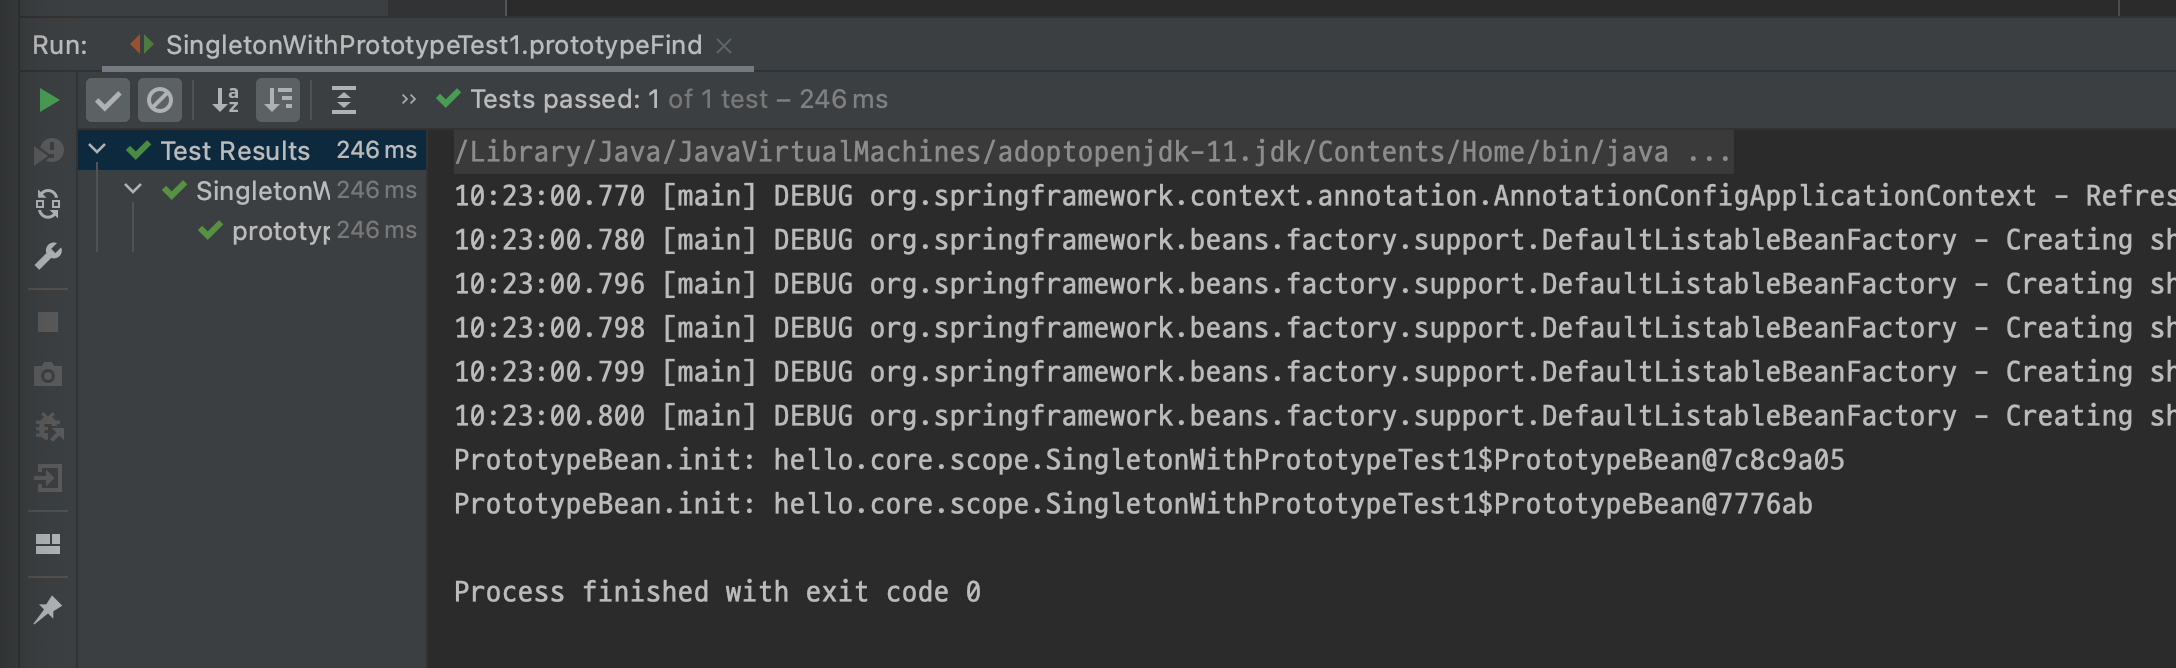 Run: SingletonWithPrototypeTest1.prototypeFind
Tests passed: 1 of 1 test – 246 ms
Test Results 246 ms
SingletonW 246 ms
prototyp 246 ms
/Library/Java/JavaVirtualMachines/adoptopenjdk-11.jdk/Contents/Home/bin/java ...
10:23:00.770 [main] DEBUG org.springframework.context.annotation.AnnotationConfigApplicationContext - Refres
10:23:00.780 [main] DEBUG org.springframework.beans.factory.support.DefaultListableBeanFactory - Creating sh
10:23:00.796 [main] DEBUG org.springframework.beans.factory.support.DefaultListableBeanFactory - Creating sh
10:23:00.798 [main] DEBUG org.springframework.beans.factory.support.DefaultListableBeanFactory - Creating sh
10:23:00.799 [main] DEBUG org.springframework.beans.factory.support.DefaultListableBeanFactory - Creating sh
10:23:00.800 [main] DEBUG org.springframework.beans.factory.support.DefaultListableBeanFactory - Creating sh
PrototypeBean.init: hello.core.scope.SingletonWithPrototypeTest1$PrototypeBean@7c8c9a05
PrototypeBean.init: hello.core.scope.SingletonWithPrototypeTest1$PrototypeBean@7776ab
Process finished with exit code 0